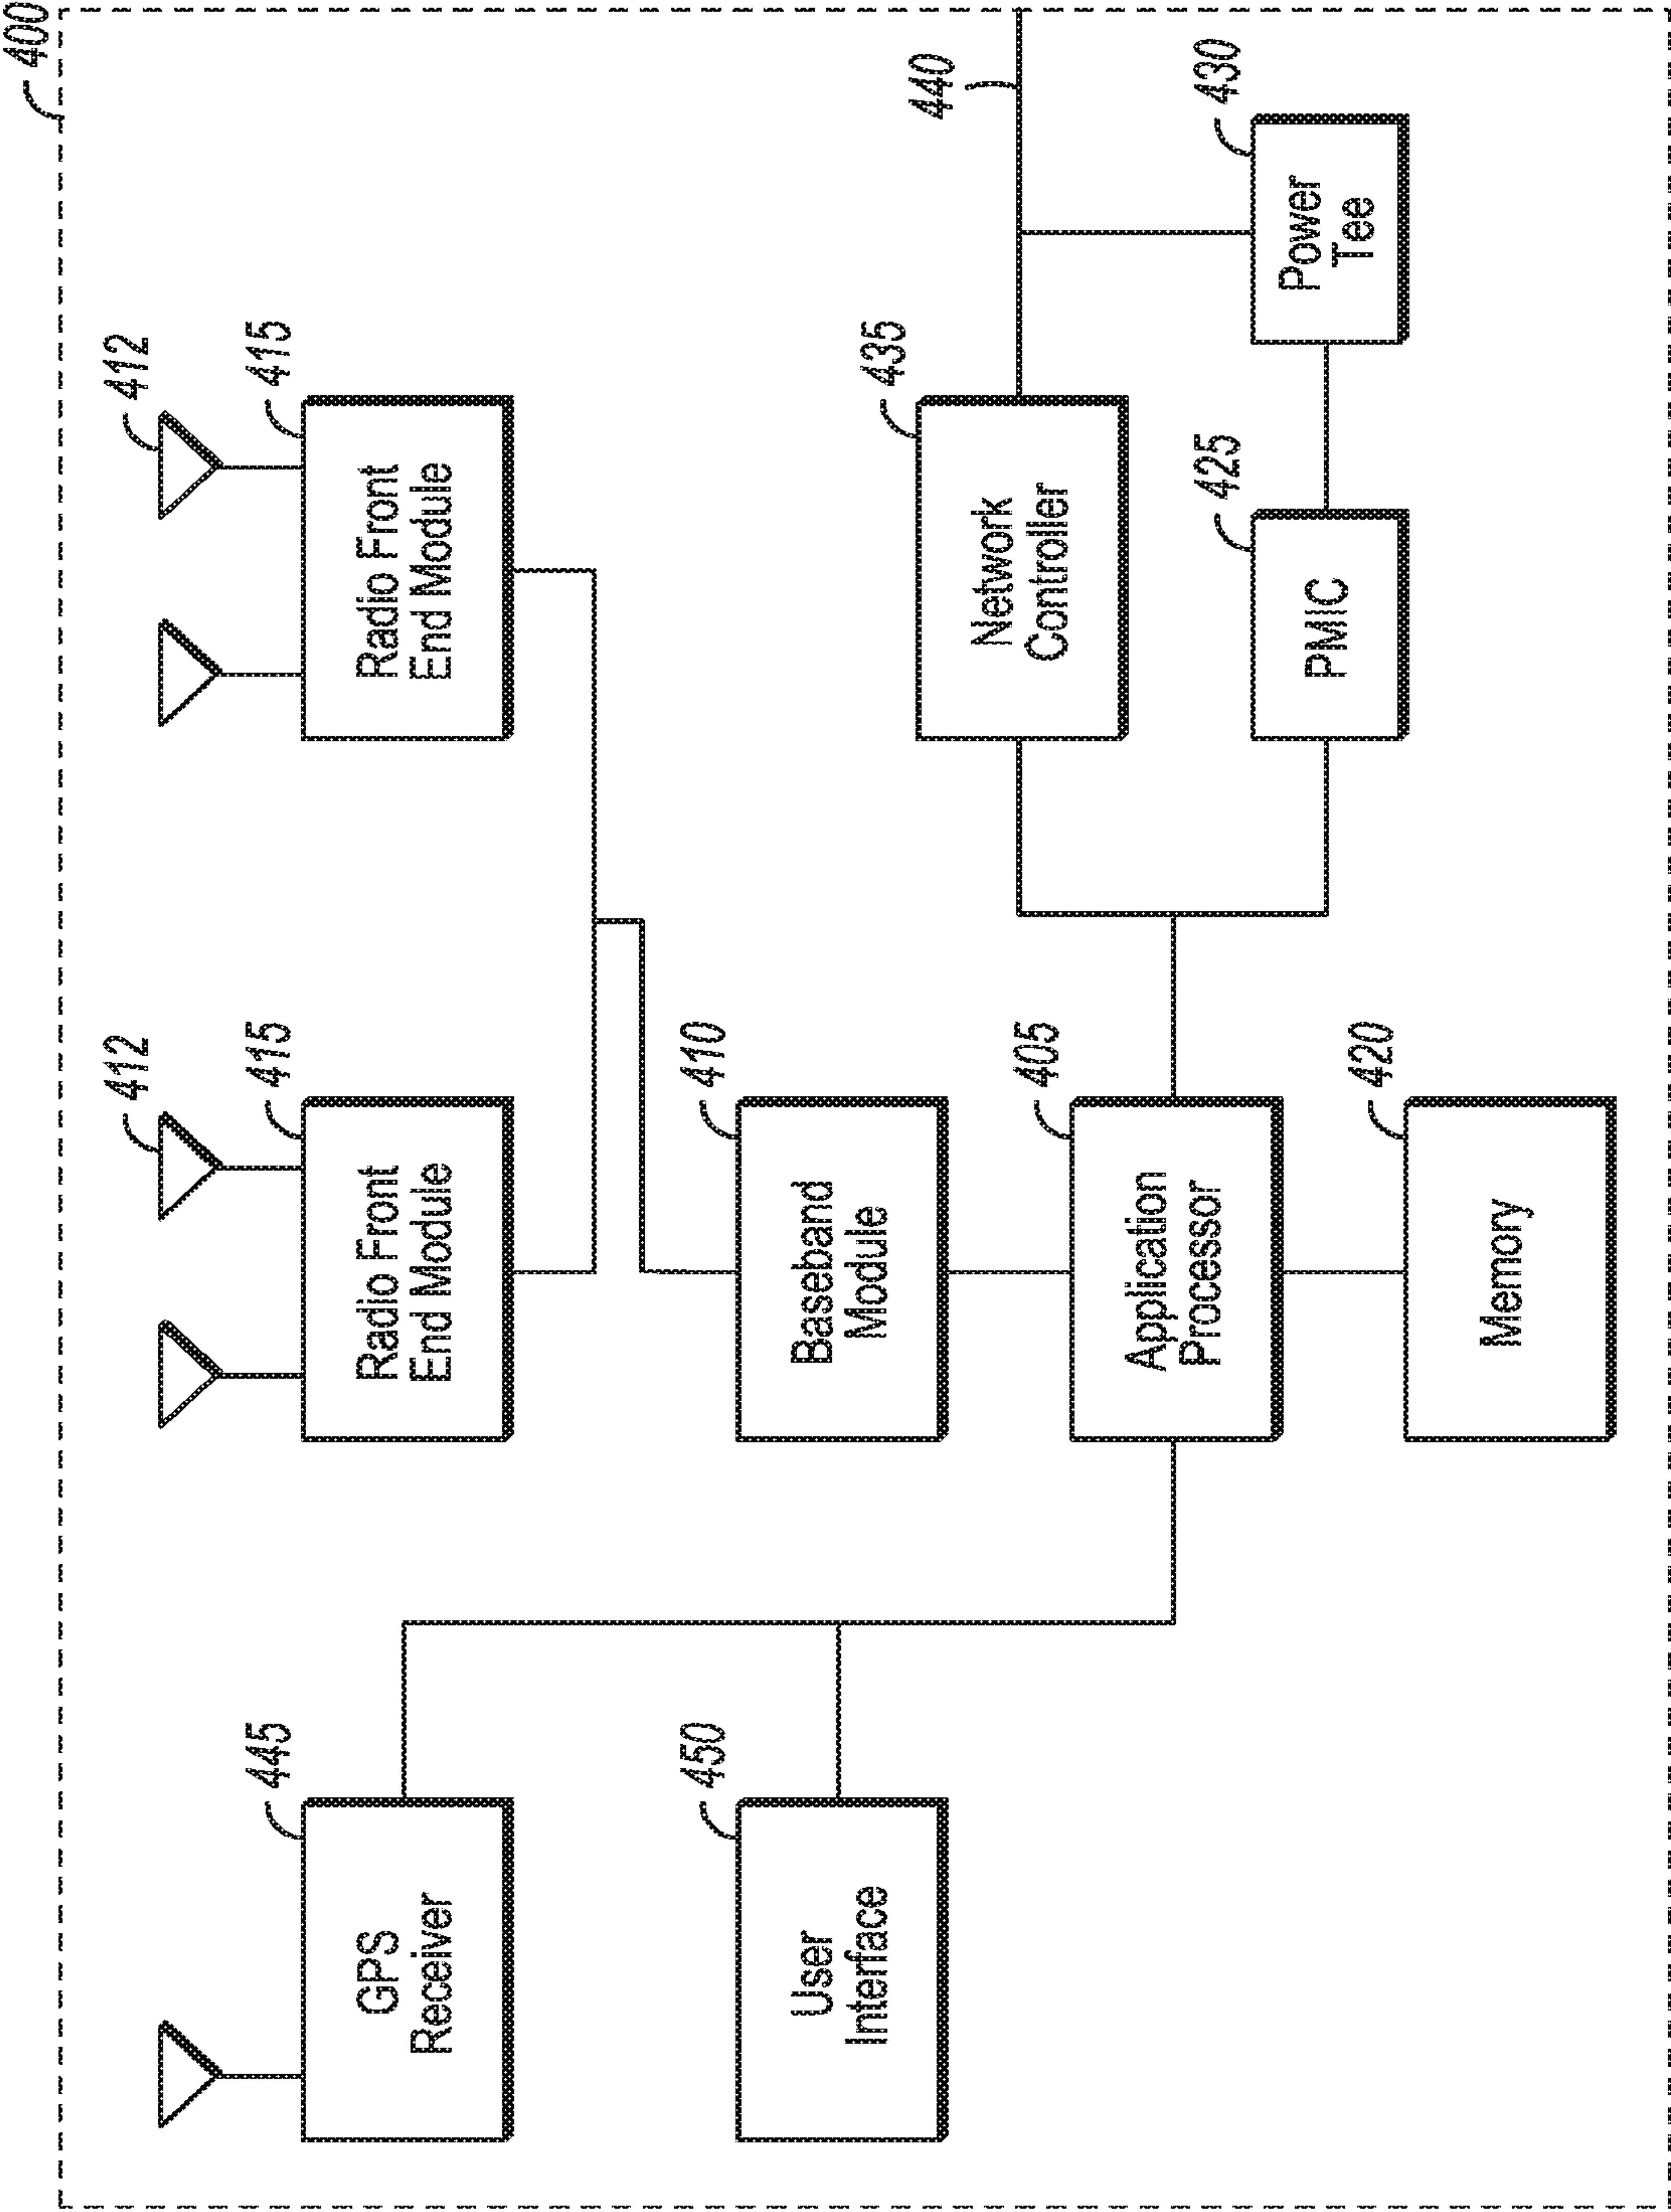 400
412
412
445
GPS
Receiver
415
Radio Front
End Module
415
Radio Front
End Module
450
User
Interface
410
Baseband
Module
435
Network
Controller
440
405
Application
Processor
425
PMIC
430
Power
Tee
420
Memory